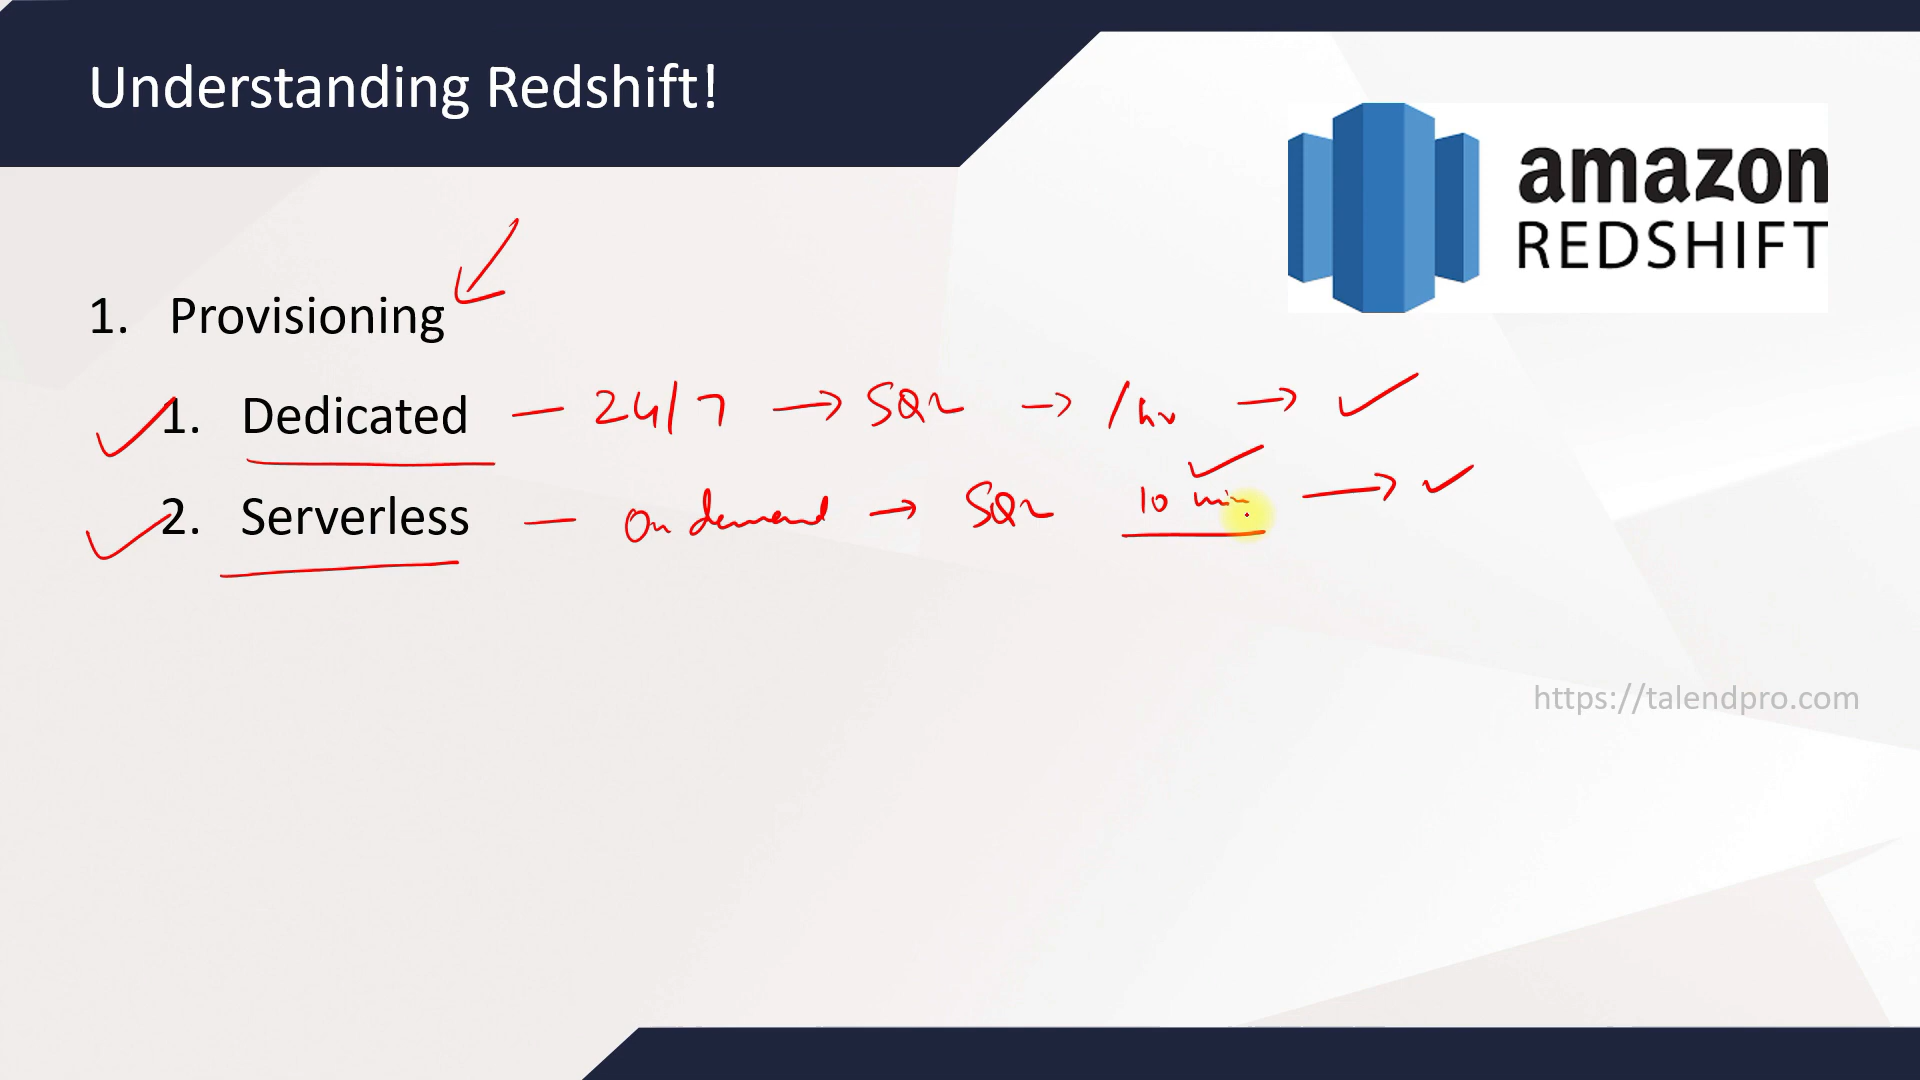 Understanding Redshift!
amazon
REDSHIFT
1. Provisioning
1. Dedicated — 24/7 → SQL → /hr →
2. Serverless — On demand → SQL 10 min →
https://talendpro.com